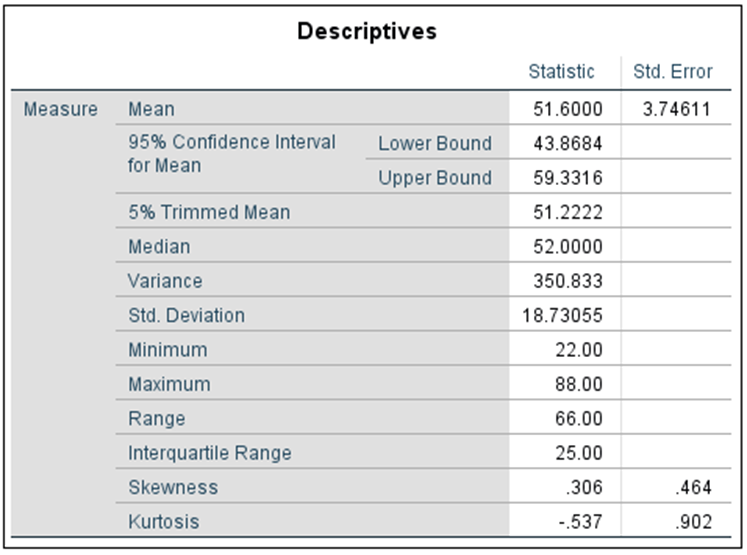 Descriptives
Statistic Std. Error
Measure Mean 51.6000 3.74611
95% Confidence Interval for Mean Lower Bound 43.8684
Upper Bound 59.3316
5% Trimmed Mean 51.2222
Median 52.0000
Variance 350.833
Std. Deviation 18.73055
Minimum 22.00
Maximum 88.00
Range 66.00
Interquartile Range 25.00
Skewness .306 .464
Kurtosis -.537 .902